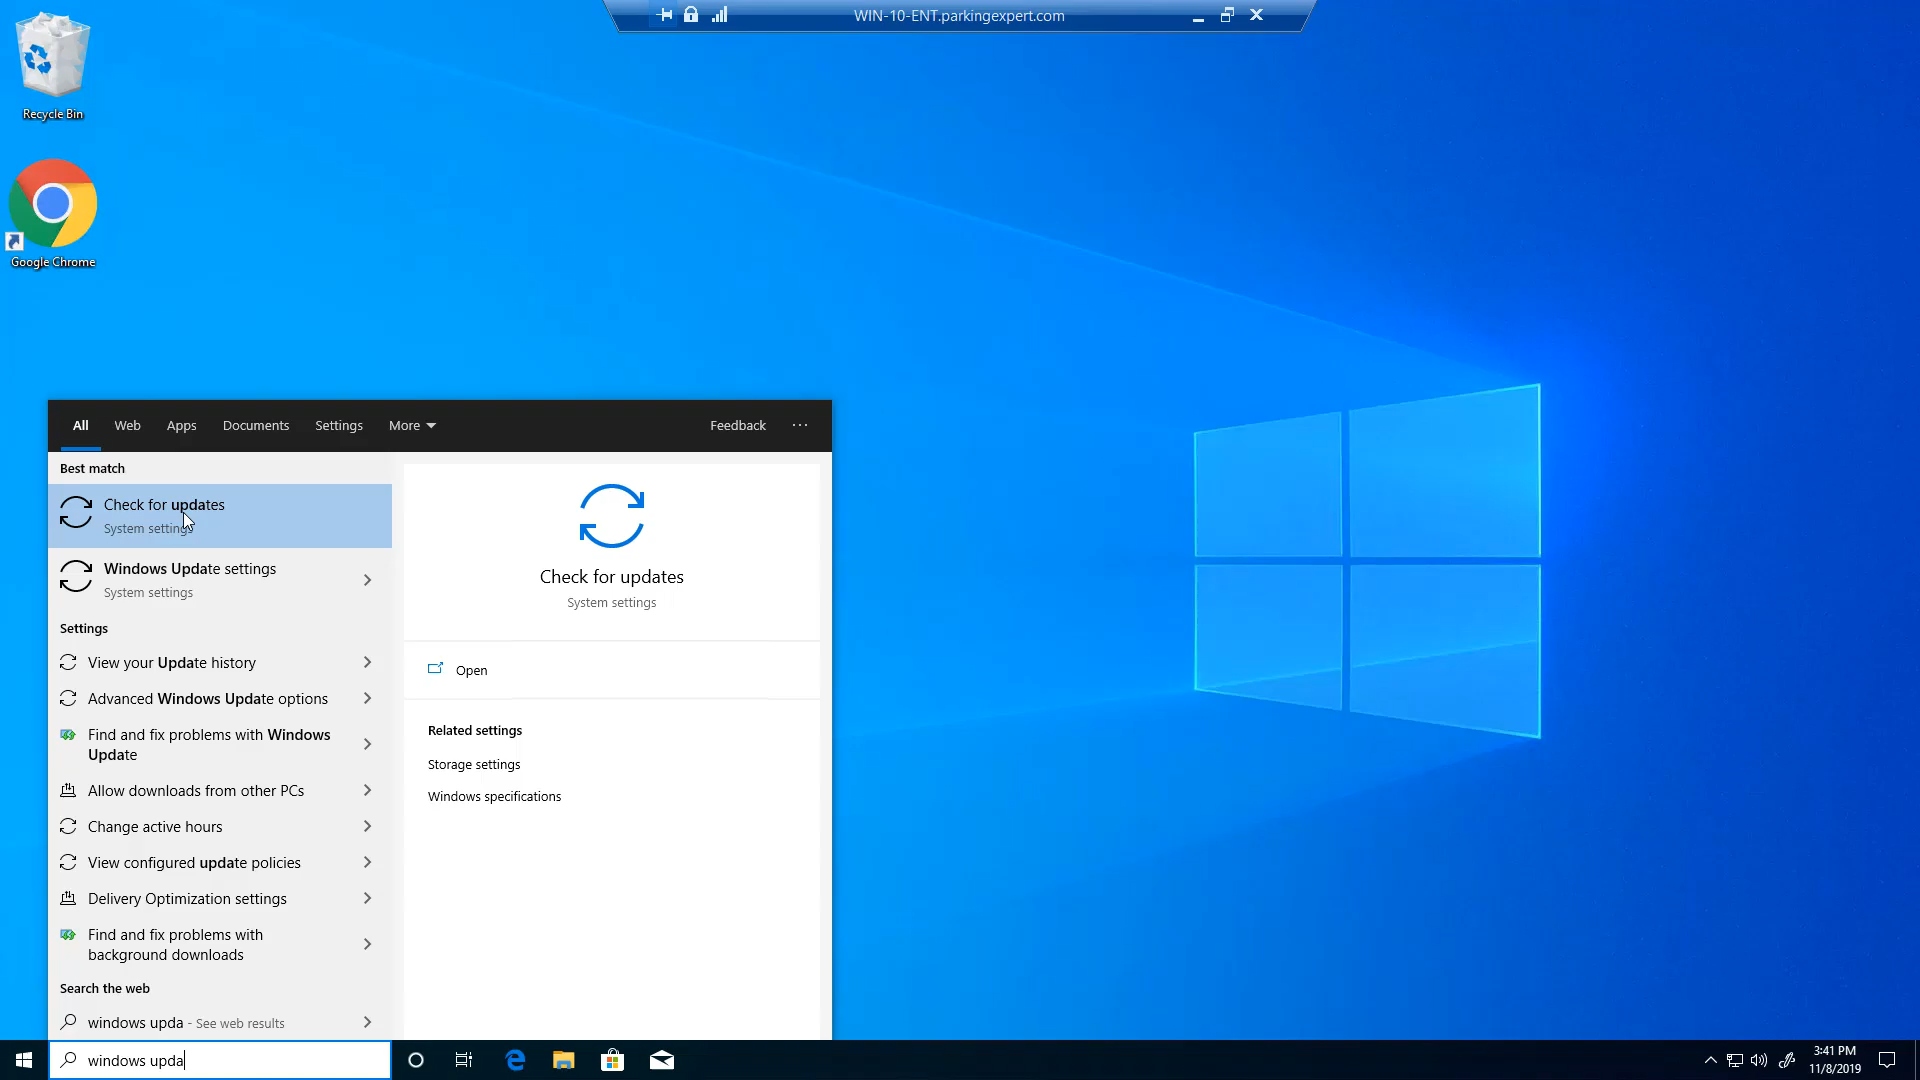 WIN-10-ENT.parkingexpert.com
Recycle Bin
Google Chrome
All Web Apps Documents Settings More Feedback ...
Best match
Check for updates
System settings
Windows Update settings
System settings
Settings
View your Update history
Advanced Windows Update options
Find and fix problems with Windows
Update
Allow downloads from other PCs
Change active hours
View configured update policies
Delivery Optimization settings
Find and fix problems with
background downloads
Search the web
windows upda - See web results
Check for updates
System settings
Open
Related settings
Storage settings
Windows specifications
windows upda
3:41 PM
11/8/2019